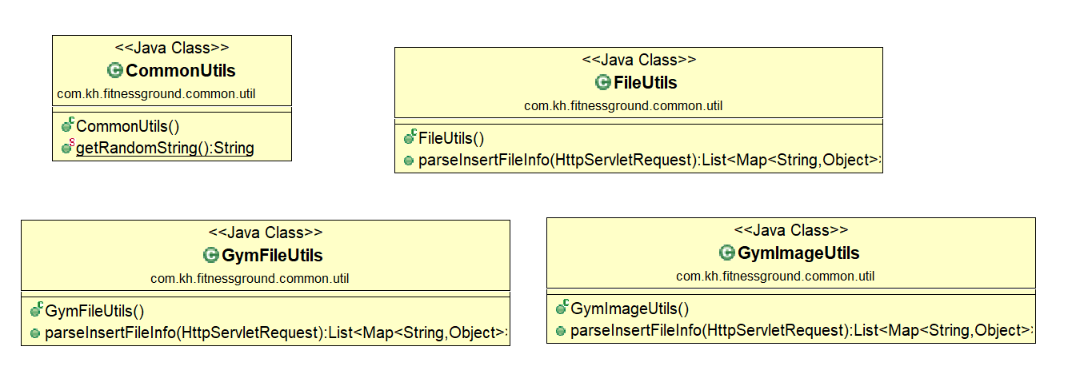 <<Java Class>>
CommonUtils
com.kh.fitnessground.common.util
CommonUtils()
getRandomString():String
<<Java Class>>
FileUtils
com.kh.fitnessground.common.util
FileUtils()
parseInsertFileInfo(HttpServletRequest):List<Map<String,Object>>
<<Java Class>>
GymFileUtils
com.kh.fitnessground.common.util
GymFileUtils()
parseInsertFileInfo(HttpServletRequest):List<Map<String,Object>>
<<Java Class>>
GymImageUtils
com.kh.fitnessground.common.util
GymImageUtils()
parseInsertFileInfo(HttpServletRequest):List<Map<String,Object>>